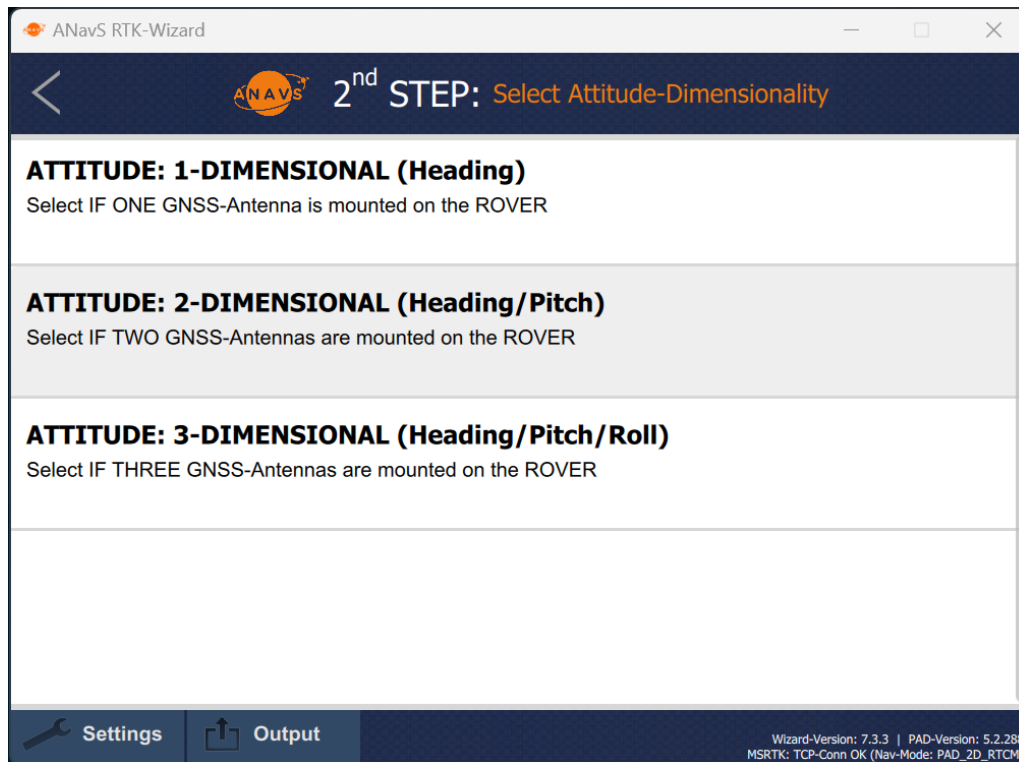 ANavS RTK-Wizard
ANAVS
2nd STEP: Select Attitude-Dimensionality
ATTITUDE: 1-DIMENSIONAL (Heading)
Select IF ONE GNSS-Antenna is mounted on the ROVER
ATTITUDE: 2-DIMENSIONAL (Heading/Pitch)
Select IF TWO GNSS-Antennas are mounted on the ROVER
ATTITUDE: 3-DIMENSIONAL (Heading/Pitch/Roll)
Select IF THREE GNSS-Antennas are mounted on the ROVER
Settings Output
Wizard-Version: 7.3.3 | PAD-Version: 5.2.288
MSRTK: TCP-Conn OK (Nav-Mode: PAD_2D_RTCM